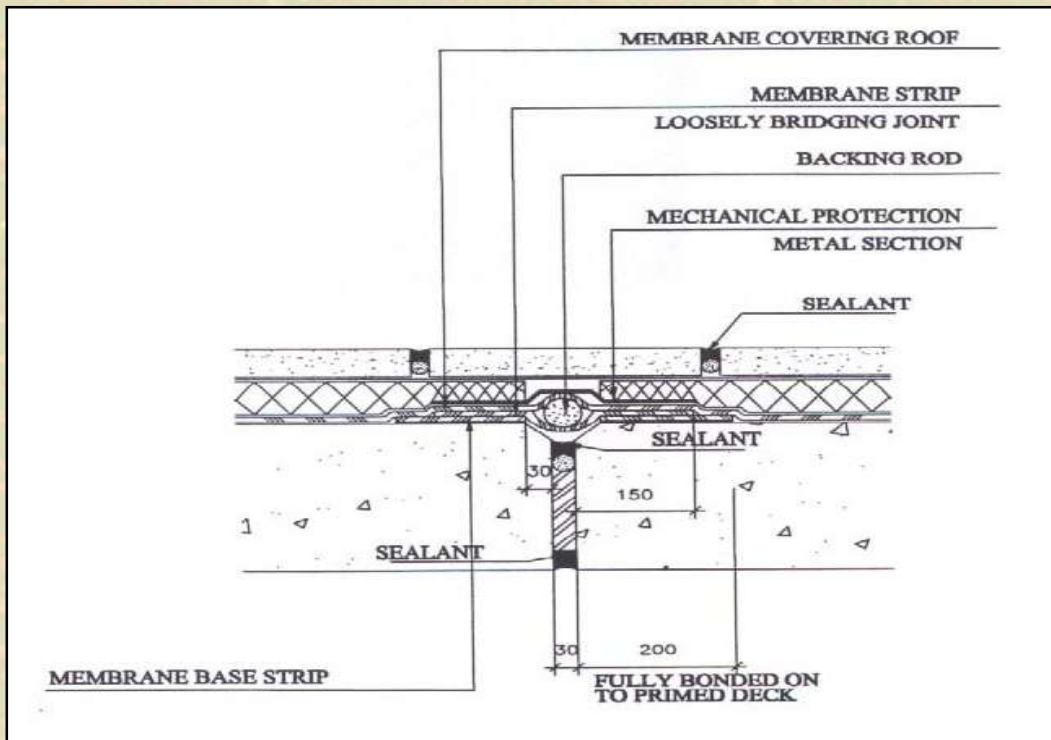 MEMBRANE COVERING ROOF
MEMBRANE STRIP
LOOSELY BRIDGING JOINT
BACKING ROD
MECHANICAL PROTECTION
METAL SECTION
SEALANT
SEALANT
30
150
SEALANT
30
200
MEMBRANE BASE STRIP
FULLY BONDED ON
TO PRIMED DECK